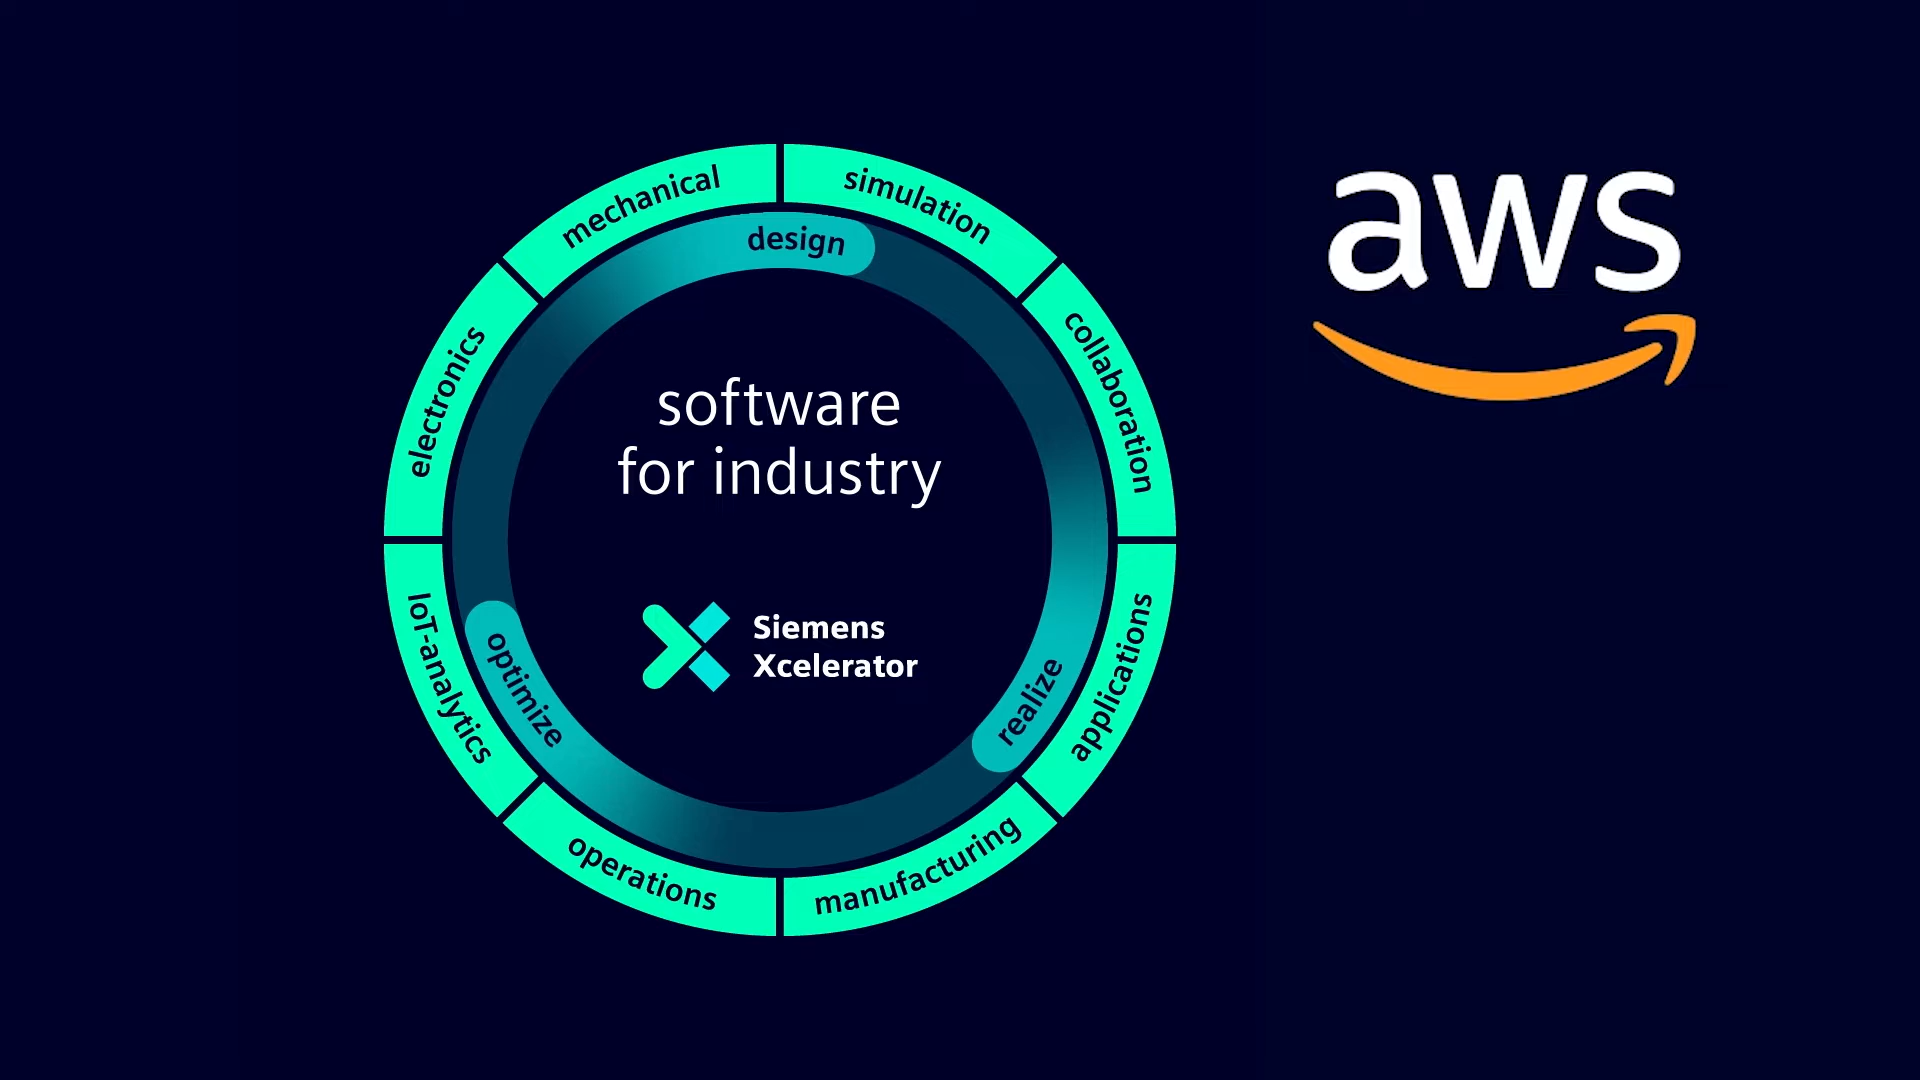 mechanical
simulation
design
electronics
collaboration
software
for industry
Siemens
Xcelerator
IoT-analytics
optimize
realize
applications
operations
manufacturing
aws